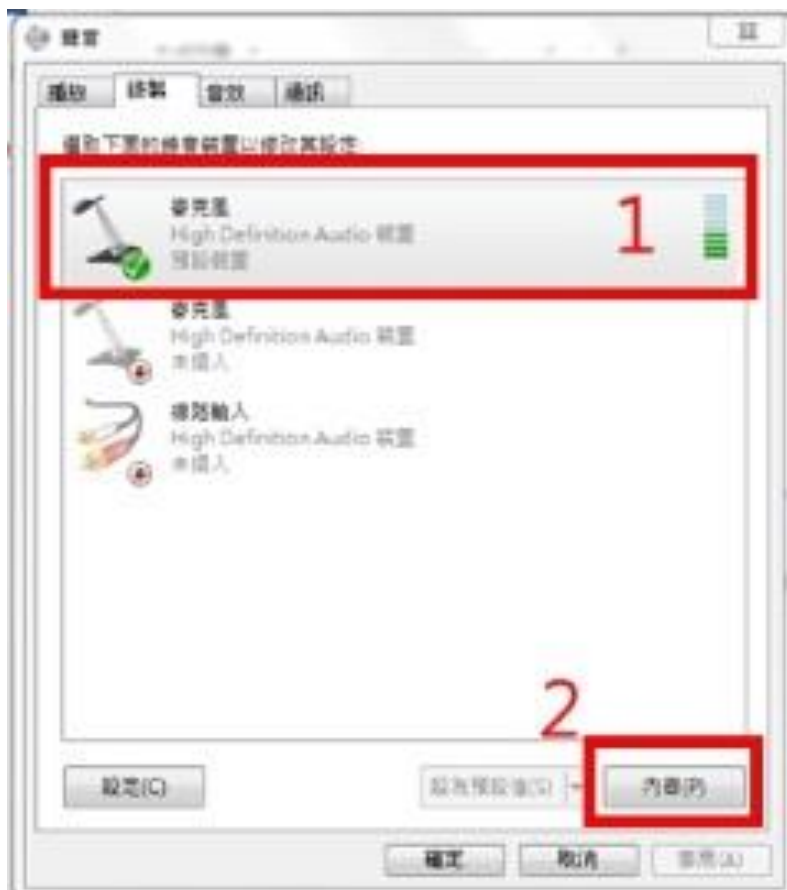 聲音
播放 錄製 音效 通訊
選取下面的錄音裝置以修改其設定:
麥克風
High Definition Audio 裝置
預設裝置
1
麥克風
High Definition Audio 裝置
未插入
線路輸入
High Definition Audio 裝置
未插入
2
設定(C) 設為預設值(S) 內容(P)
確定 取消 套用(A)